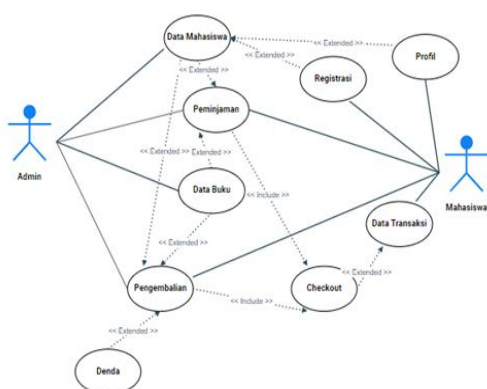 Data Mahasiswa
<< Extended >>
Profil
<< Extended >>
<< Extended >>
Registrasi
Peminjaman
Admin
<< Extended >>
Extended >>
Mahasiswa
Data Buku
<< Include >>
Data Transaksi
<< Extended >>
<< Extended >>
Pengembalian
<< Include >>
Checkout
<< Extended >>
Denda